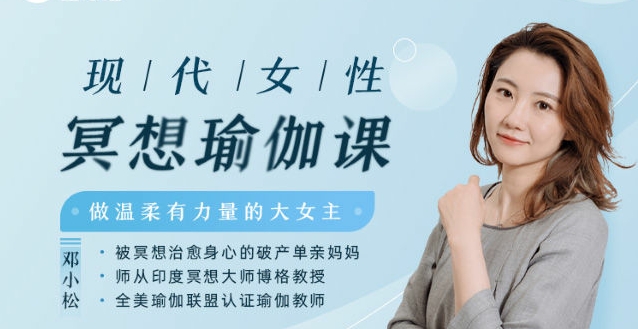 现/代/女/性
冥想瑜伽课
做温柔有力量的大女主
邓小松
·被冥想治愈身心的破产单亲妈妈
·师从印度冥想大师博格教授
·全美瑜伽联盟认证瑜伽教师